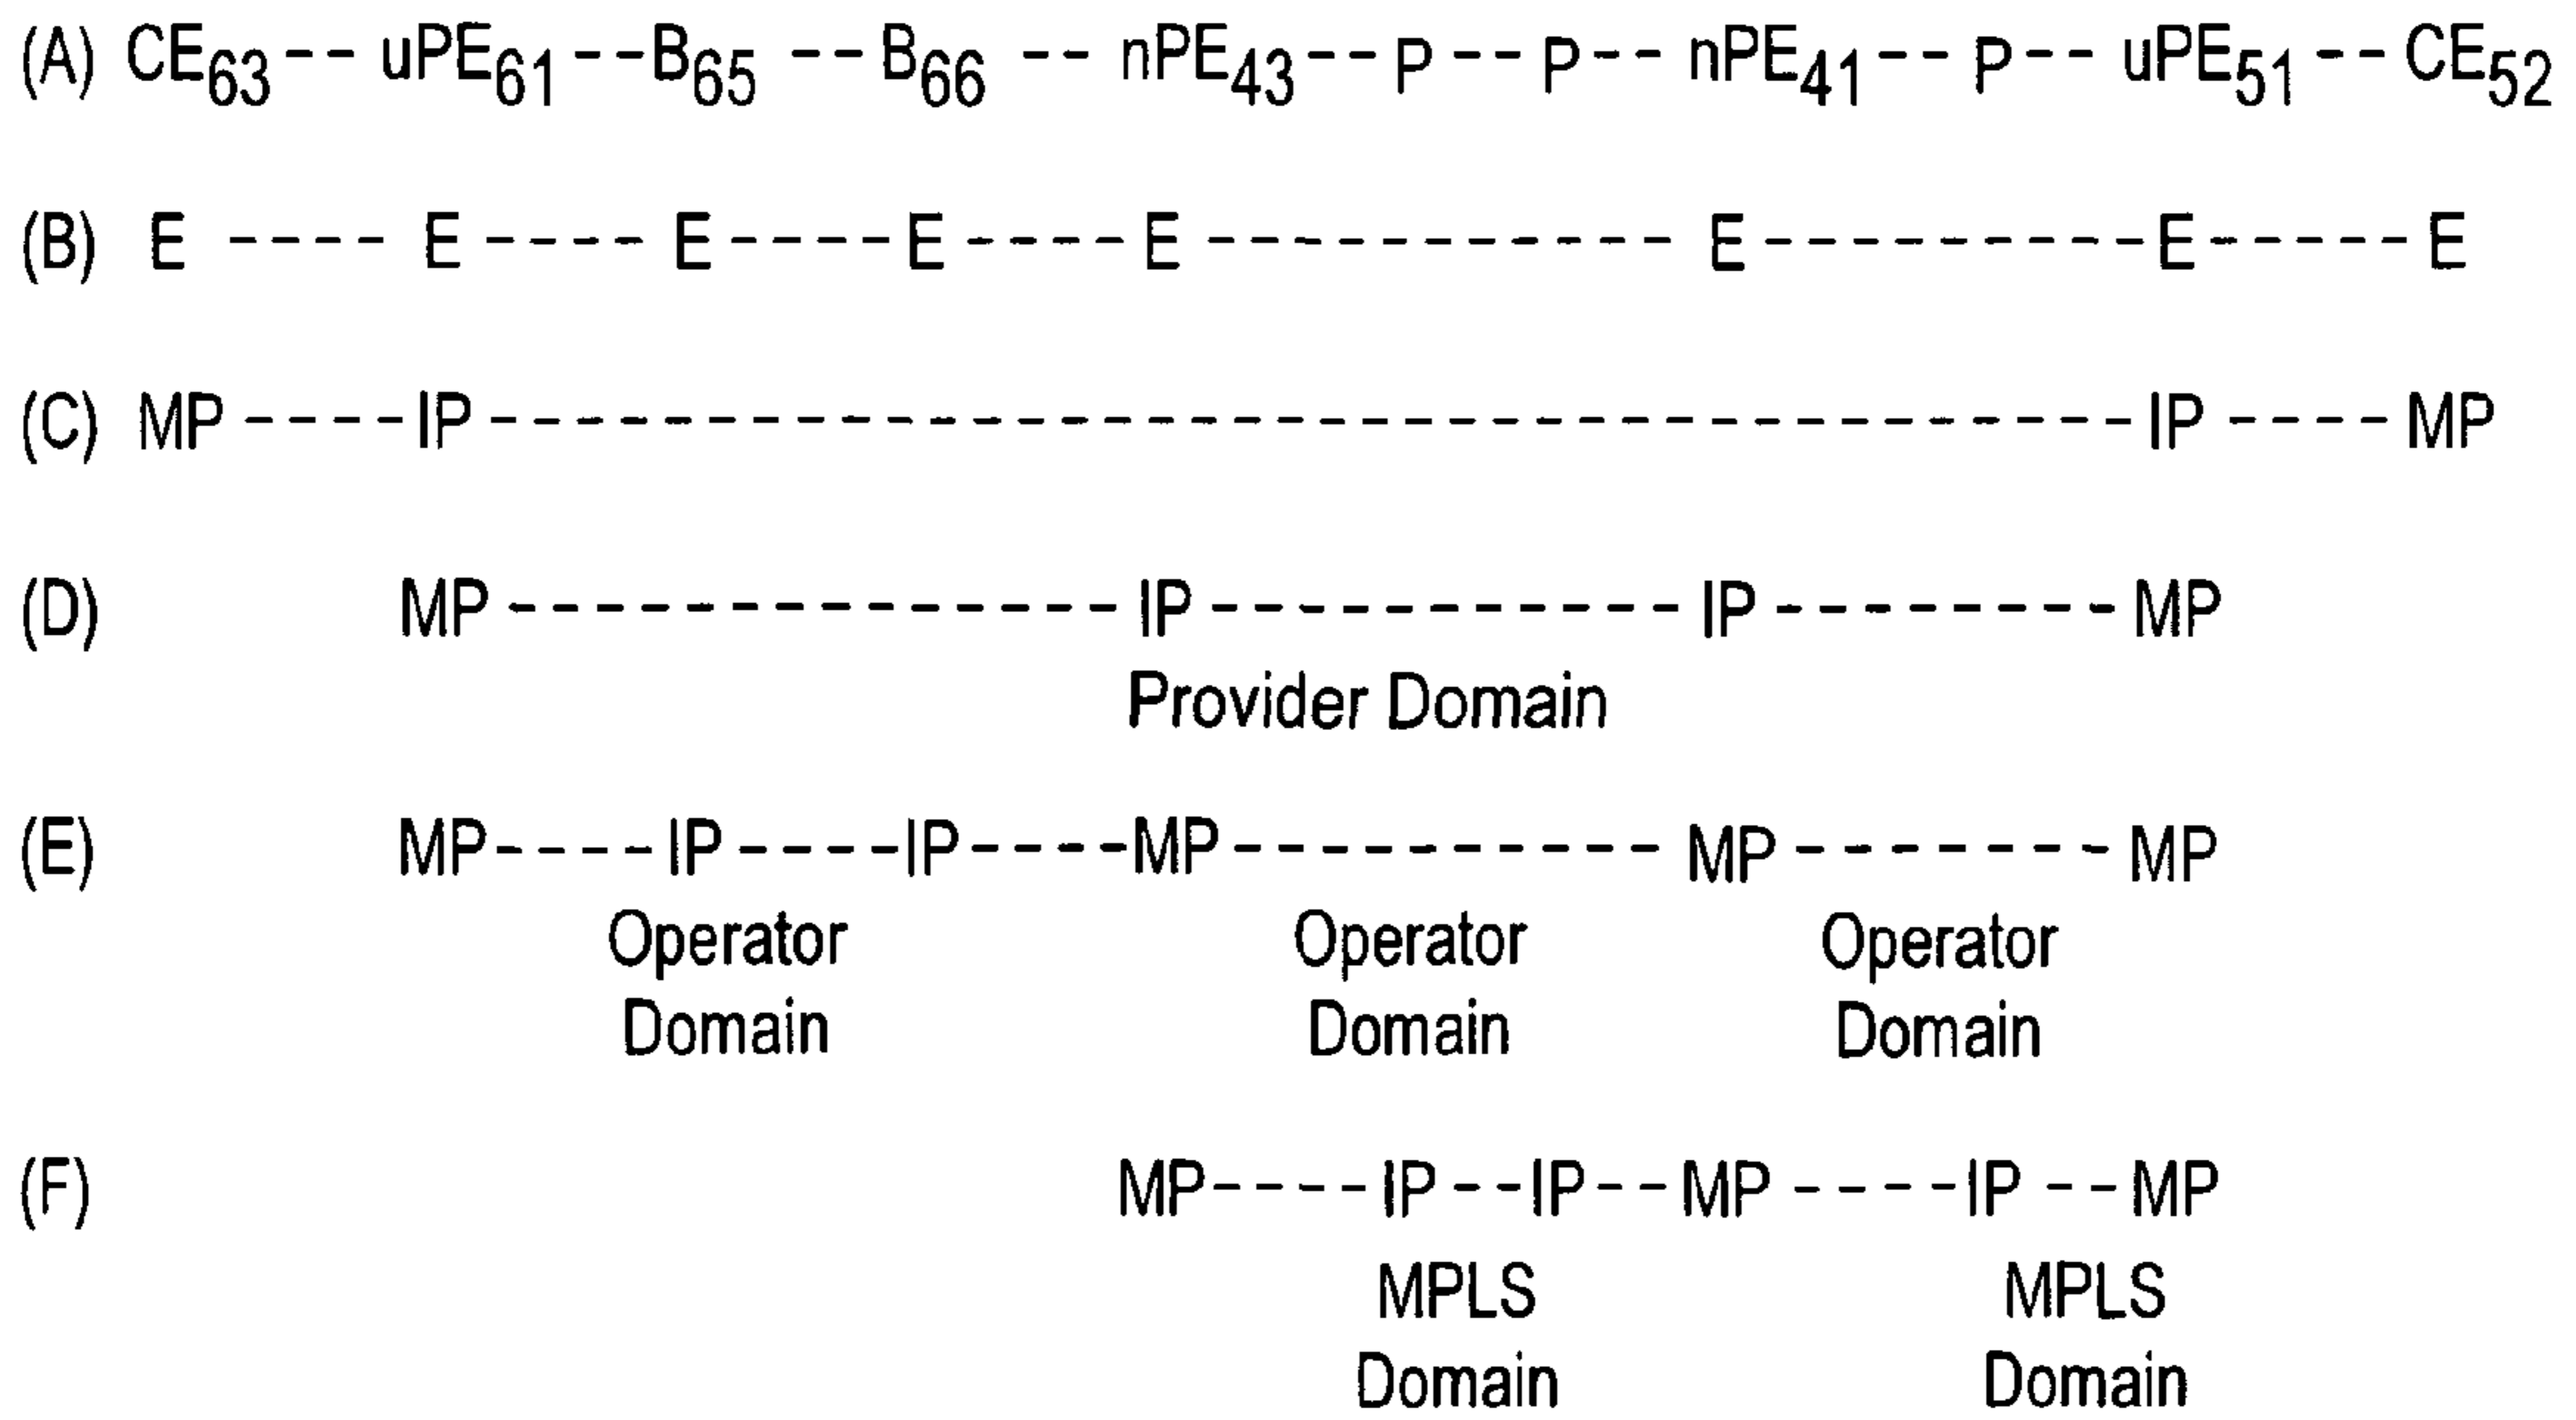 (A) CE63 -- uPE61 -- B65 -- B66 -- nPE43 -- P -- P -- nPE41 -- P -- uPE51 -- CE52
(B) E ---- E ---- E ---- E ---- E ----------- E --------- E ----- E
(C) MP ---- IP ------------------------------ IP ---- MP
(D) MP -------------- IP ----------- IP -------- MP
Provider Domain
(E) MP ---- IP ---- IP ---- MP ---------- MP ------- MP
Operator Operator Operator
Domain Domain Domain
(F) MP ---- IP -- IP -- MP ---- IP -- MP
MPLS MPLS
Domain Domain